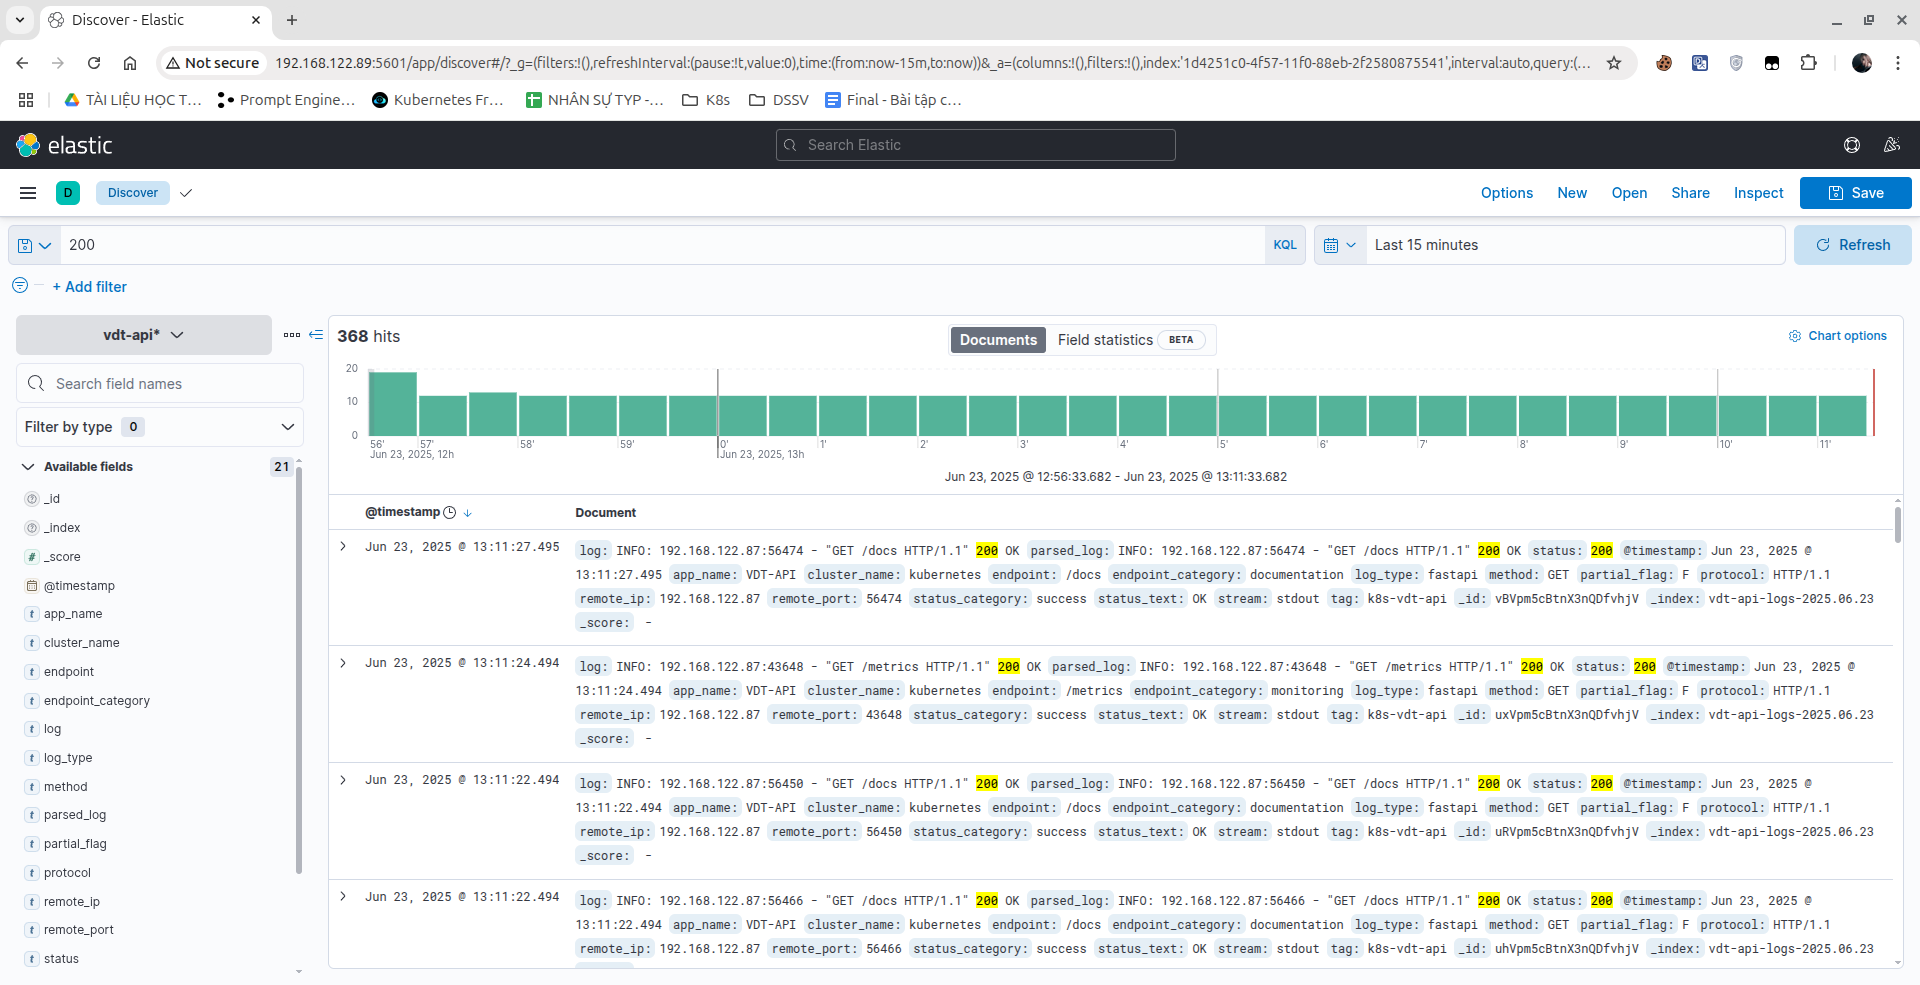 Discover - Elastic
Not secure
192.168.122.89:5601/app/discover#/?_g=(filters:!(),refreshInterval:(pause:!t,value:0),time:(from:now-15m,to:now))&_a=(columns:!(),filters:!(),index:'1d4251c0-4f57-11f0-88eb-2f2580875541',interval:auto,query:(...
TÀI LIỆU HỌC T... Prompt Engine... Kubernetes Fr... NHÂN SỰ TYP -... K8s DSSV Final - Bài tập c...
elastic
Search Elastic
D Discover
Options New Open Share Inspect Save
200
KQL
Last 15 minutes
Refresh
+ Add filter
vdt-api*
Search field names
Filter by type 0
Available fields 21
_id
_index
_score
@timestamp
app_name
cluster_name
endpoint
endpoint_category
log
log_type
method
parsed_log
partial_flag
protocol
remote_ip
remote_port
status
368 hits
Documents Field statistics BETA
Chart options
20
10
0
56' 57' 58' 59' 0' 1' 2' 3' 4' 5' 6' 7' 8' 9' 10' 11'
Jun 23, 2025, 12h Jun 23, 2025, 13h
Jun 23, 2025 @ 12:56:33.682 - Jun 23, 2025 @ 13:11:33.682
@timestamp Document
Jun 23, 2025 @ 13:11:27.495 log: INFO: 192.168.122.87:56474 - "GET /docs HTTP/1.1" 200 OK parsed_log: INFO: 192.168.122.87:56474 - "GET /docs HTTP/1.1" 200 OK status: 200 @timestamp: Jun 23, 2025 @
13:11:27.495 app_name: VDT-API cluster_name: kubernetes endpoint: /docs endpoint_category: documentation log_type: fastapi method: GET partial_flag: F protocol: HTTP/1.1
remote_ip: 192.168.122.87 remote_port: 56474 status_category: success status_text: OK stream: stdout tag: k8s-vdt-api _id: vBVpm5cBtnX3nQDfvhjV _index: vdt-api-logs-2025.06.23
_score: -
Jun 23, 2025 @ 13:11:24.494 log: INFO: 192.168.122.87:43648 - "GET /metrics HTTP/1.1" 200 OK parsed_log: INFO: 192.168.122.87:43648 - "GET /metrics HTTP/1.1" 200 OK status: 200 @timestamp: Jun 23, 2025 @
13:11:24.494 app_name: VDT-API cluster_name: kubernetes endpoint: /metrics endpoint_category: monitoring log_type: fastapi method: GET partial_flag: F protocol: HTTP/1.1
remote_ip: 192.168.122.87 remote_port: 43648 status_category: success status_text: OK stream: stdout tag: k8s-vdt-api _id: uxVpm5cBtnX3nQDfvhjV _index: vdt-api-logs-2025.06.23
_score: -
Jun 23, 2025 @ 13:11:22.494 log: INFO: 192.168.122.87:56450 - "GET /docs HTTP/1.1" 200 OK parsed_log: INFO: 192.168.122.87:56450 - "GET /docs HTTP/1.1" 200 OK status: 200 @timestamp: Jun 23, 2025 @
13:11:22.494 app_name: VDT-API cluster_name: kubernetes endpoint: /docs endpoint_category: documentation log_type: fastapi method: GET partial_flag: F protocol: HTTP/1.1
remote_ip: 192.168.122.87 remote_port: 56450 status_category: success status_text: OK stream: stdout tag: k8s-vdt-api _id: uRVpm5cBtnX3nQDfvhjV _index: vdt-api-logs-2025.06.23
_score: -
Jun 23, 2025 @ 13:11:22.494 log: INFO: 192.168.122.87:56466 - "GET /docs HTTP/1.1" 200 OK parsed_log: INFO: 192.168.122.87:56466 - "GET /docs HTTP/1.1" 200 OK status: 200 @timestamp: Jun 23, 2025 @
13:11:22.494 app_name: VDT-API cluster_name: kubernetes endpoint: /docs endpoint_category: documentation log_type: fastapi method: GET partial_flag: F protocol: HTTP/1.1
remote_ip: 192.168.122.87 remote_port: 56466 status_category: success status_text: OK stream: stdout tag: k8s-vdt-api _id: uhVpm5cBtnX3nQDfvhjV _index: vdt-api-logs-2025.06.23